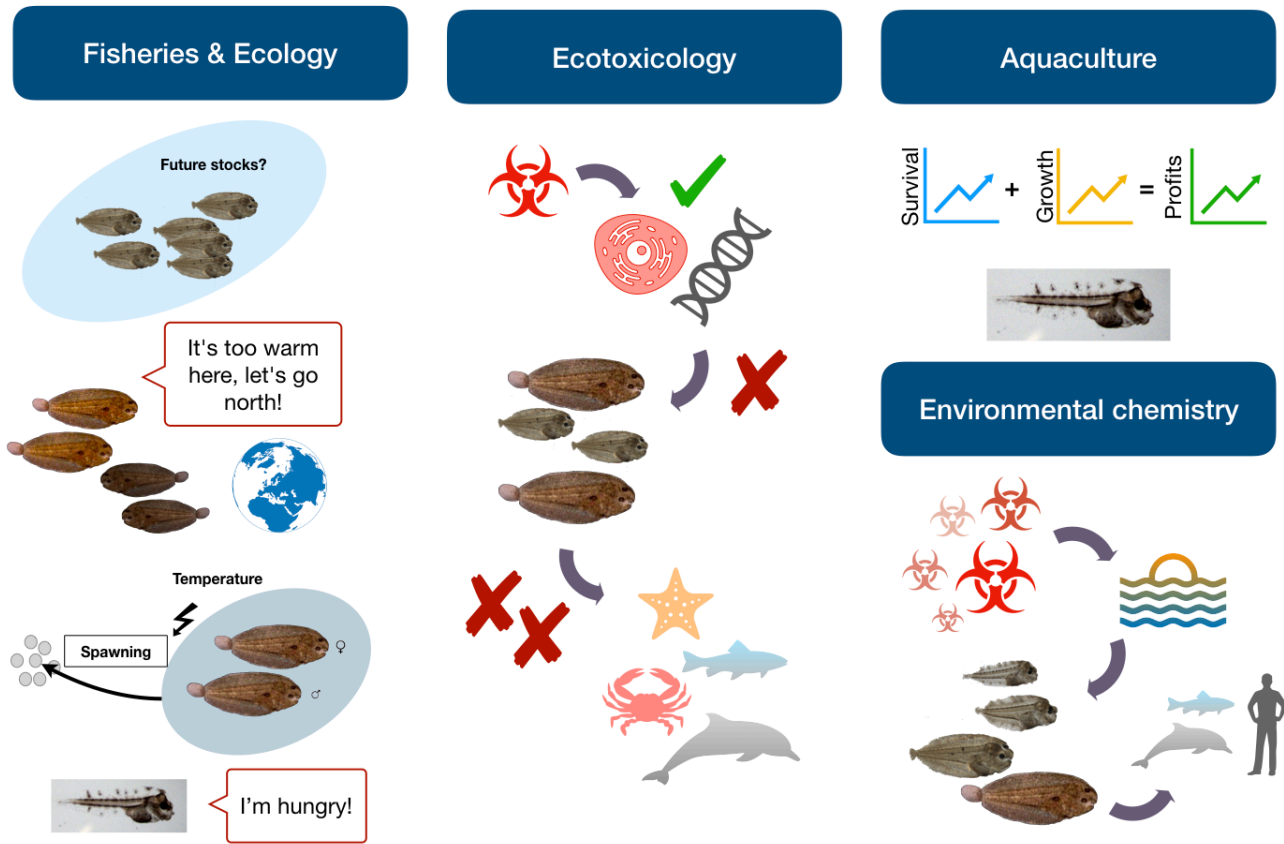 Fisheries & Ecology
Future stocks?
It's too warm
here, let's go
north!
Temperature
Spawning
♀
♂
I'm hungry!
Ecotoxicology
Aquaculture
Survival
+
Growth
=
Profits
Environmental chemistry